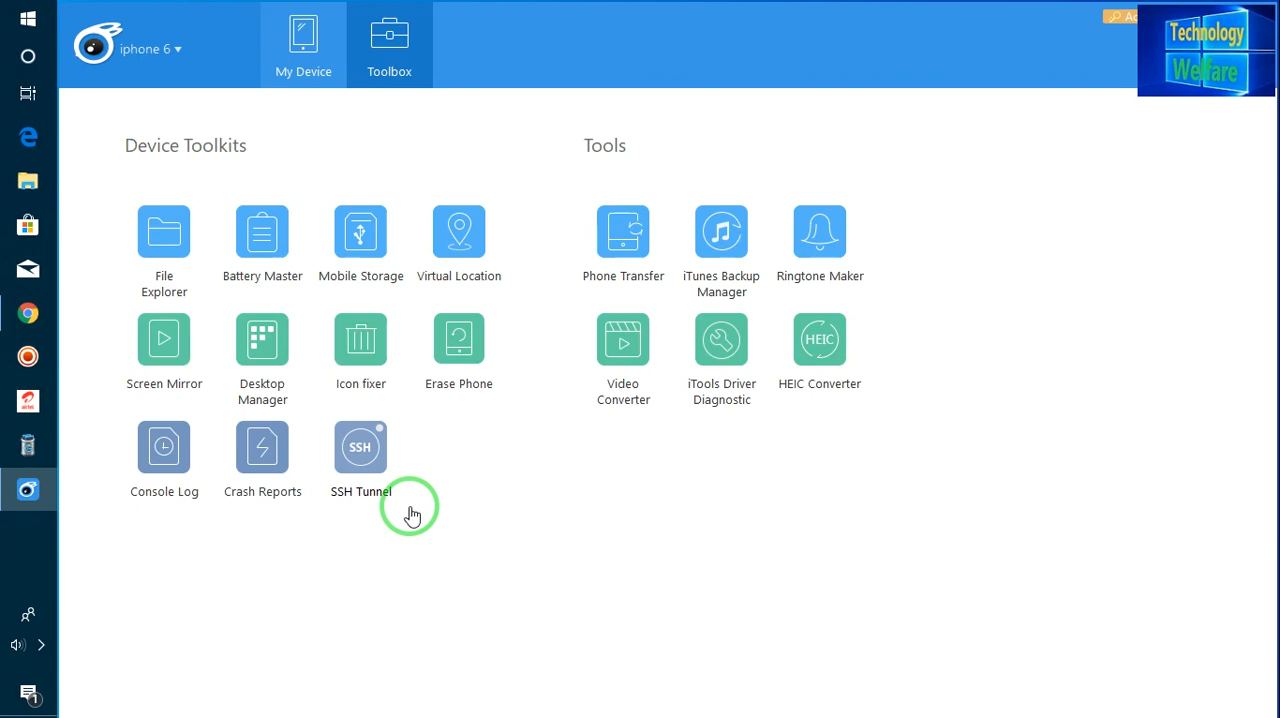 iphone 6
My Device
Toolbox
Technology
Welfare
Device Toolkits
Tools
File
Explorer
Battery Master
Mobile Storage
Virtual Location
Phone Transfer
iTunes Backup
Manager
Ringtone Maker
Screen Mirror
Desktop
Manager
Icon fixer
Erase Phone
Video
Converter
iTools Driver
Diagnostic
HEIC
HEIC Converter
Console Log
Crash Reports
SSH
SSH Tunnel
airtel
1